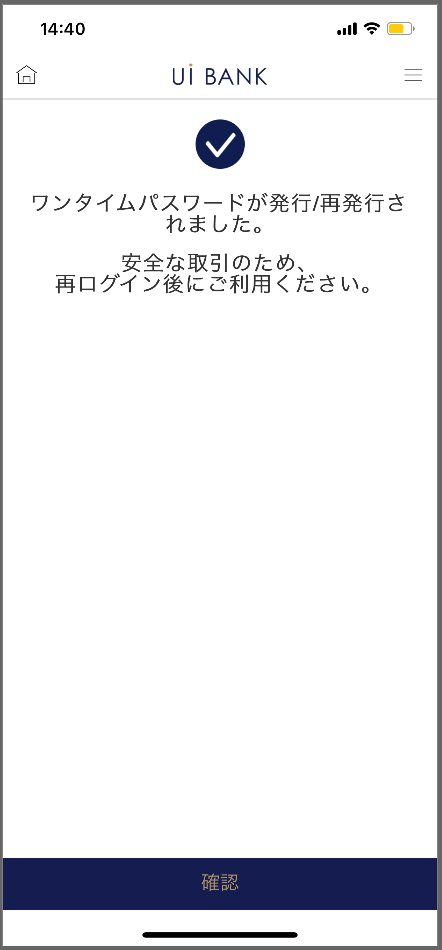 14:40
UI BANK
ワンタイムパスワードが発行/再発行さ
れました。
安全な取引のため、
再ログイン後にご利用ください。
確認